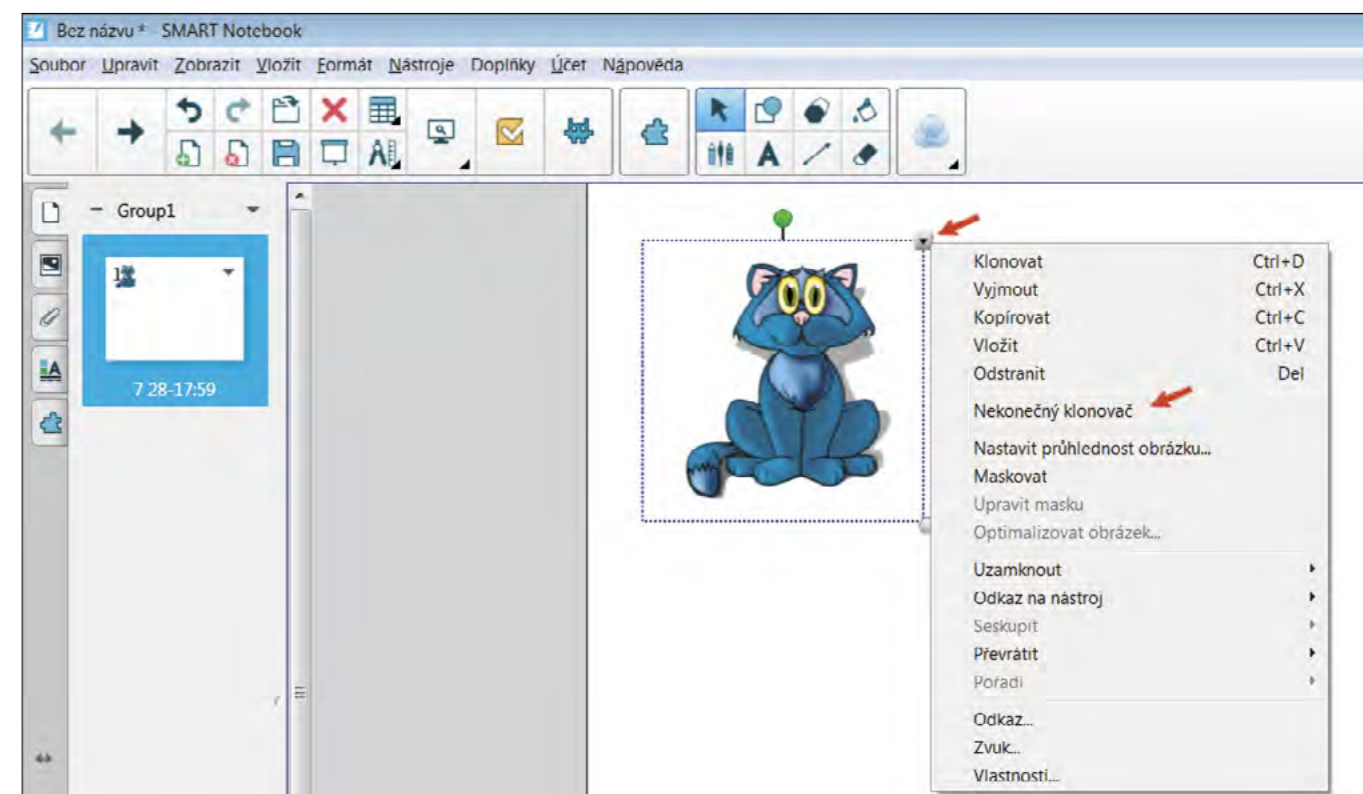 Bez názvu * - SMART Notebook
Soubor Upravit Zobrazit Vložit Formát Nástroje Doplňky Účet Nápověda
Group1
7 28-17:59
Klonovat Ctrl+D
Vyjmout Ctrl+X
Kopírovat Ctrl+C
Vložit Ctrl+V
Odstranit Del
Nekonečný klonovač
Nastavit průhlednost obrázku...
Maskovat
Upravit masku
Optimalizovat obrázek...
Uzamknout
Odkaz na nástroj
Seskupit
Převrátit
Pořadí
Odkaz...
Zvuk...
Vlastnosti...